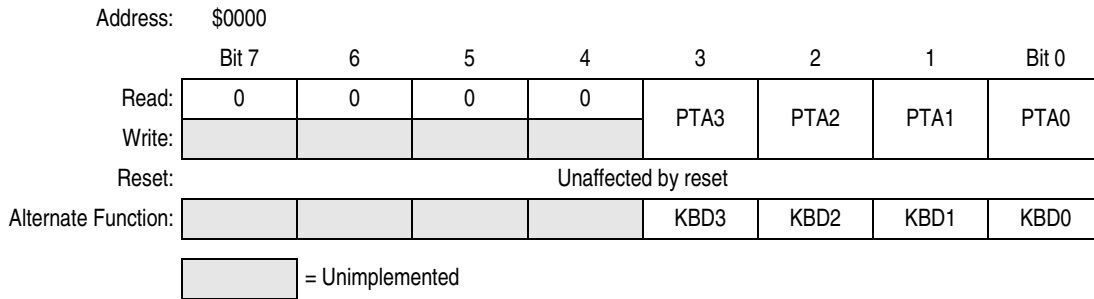 Address: $0000
Bit 7 6 5 4 3 2 1 Bit 0
Read: 0 0 0 0 PTA3 PTA2 PTA1 PTA0
Write:
Reset: Unaffected by reset
Alternate Function: KBD3 KBD2 KBD1 KBD0
= Unimplemented